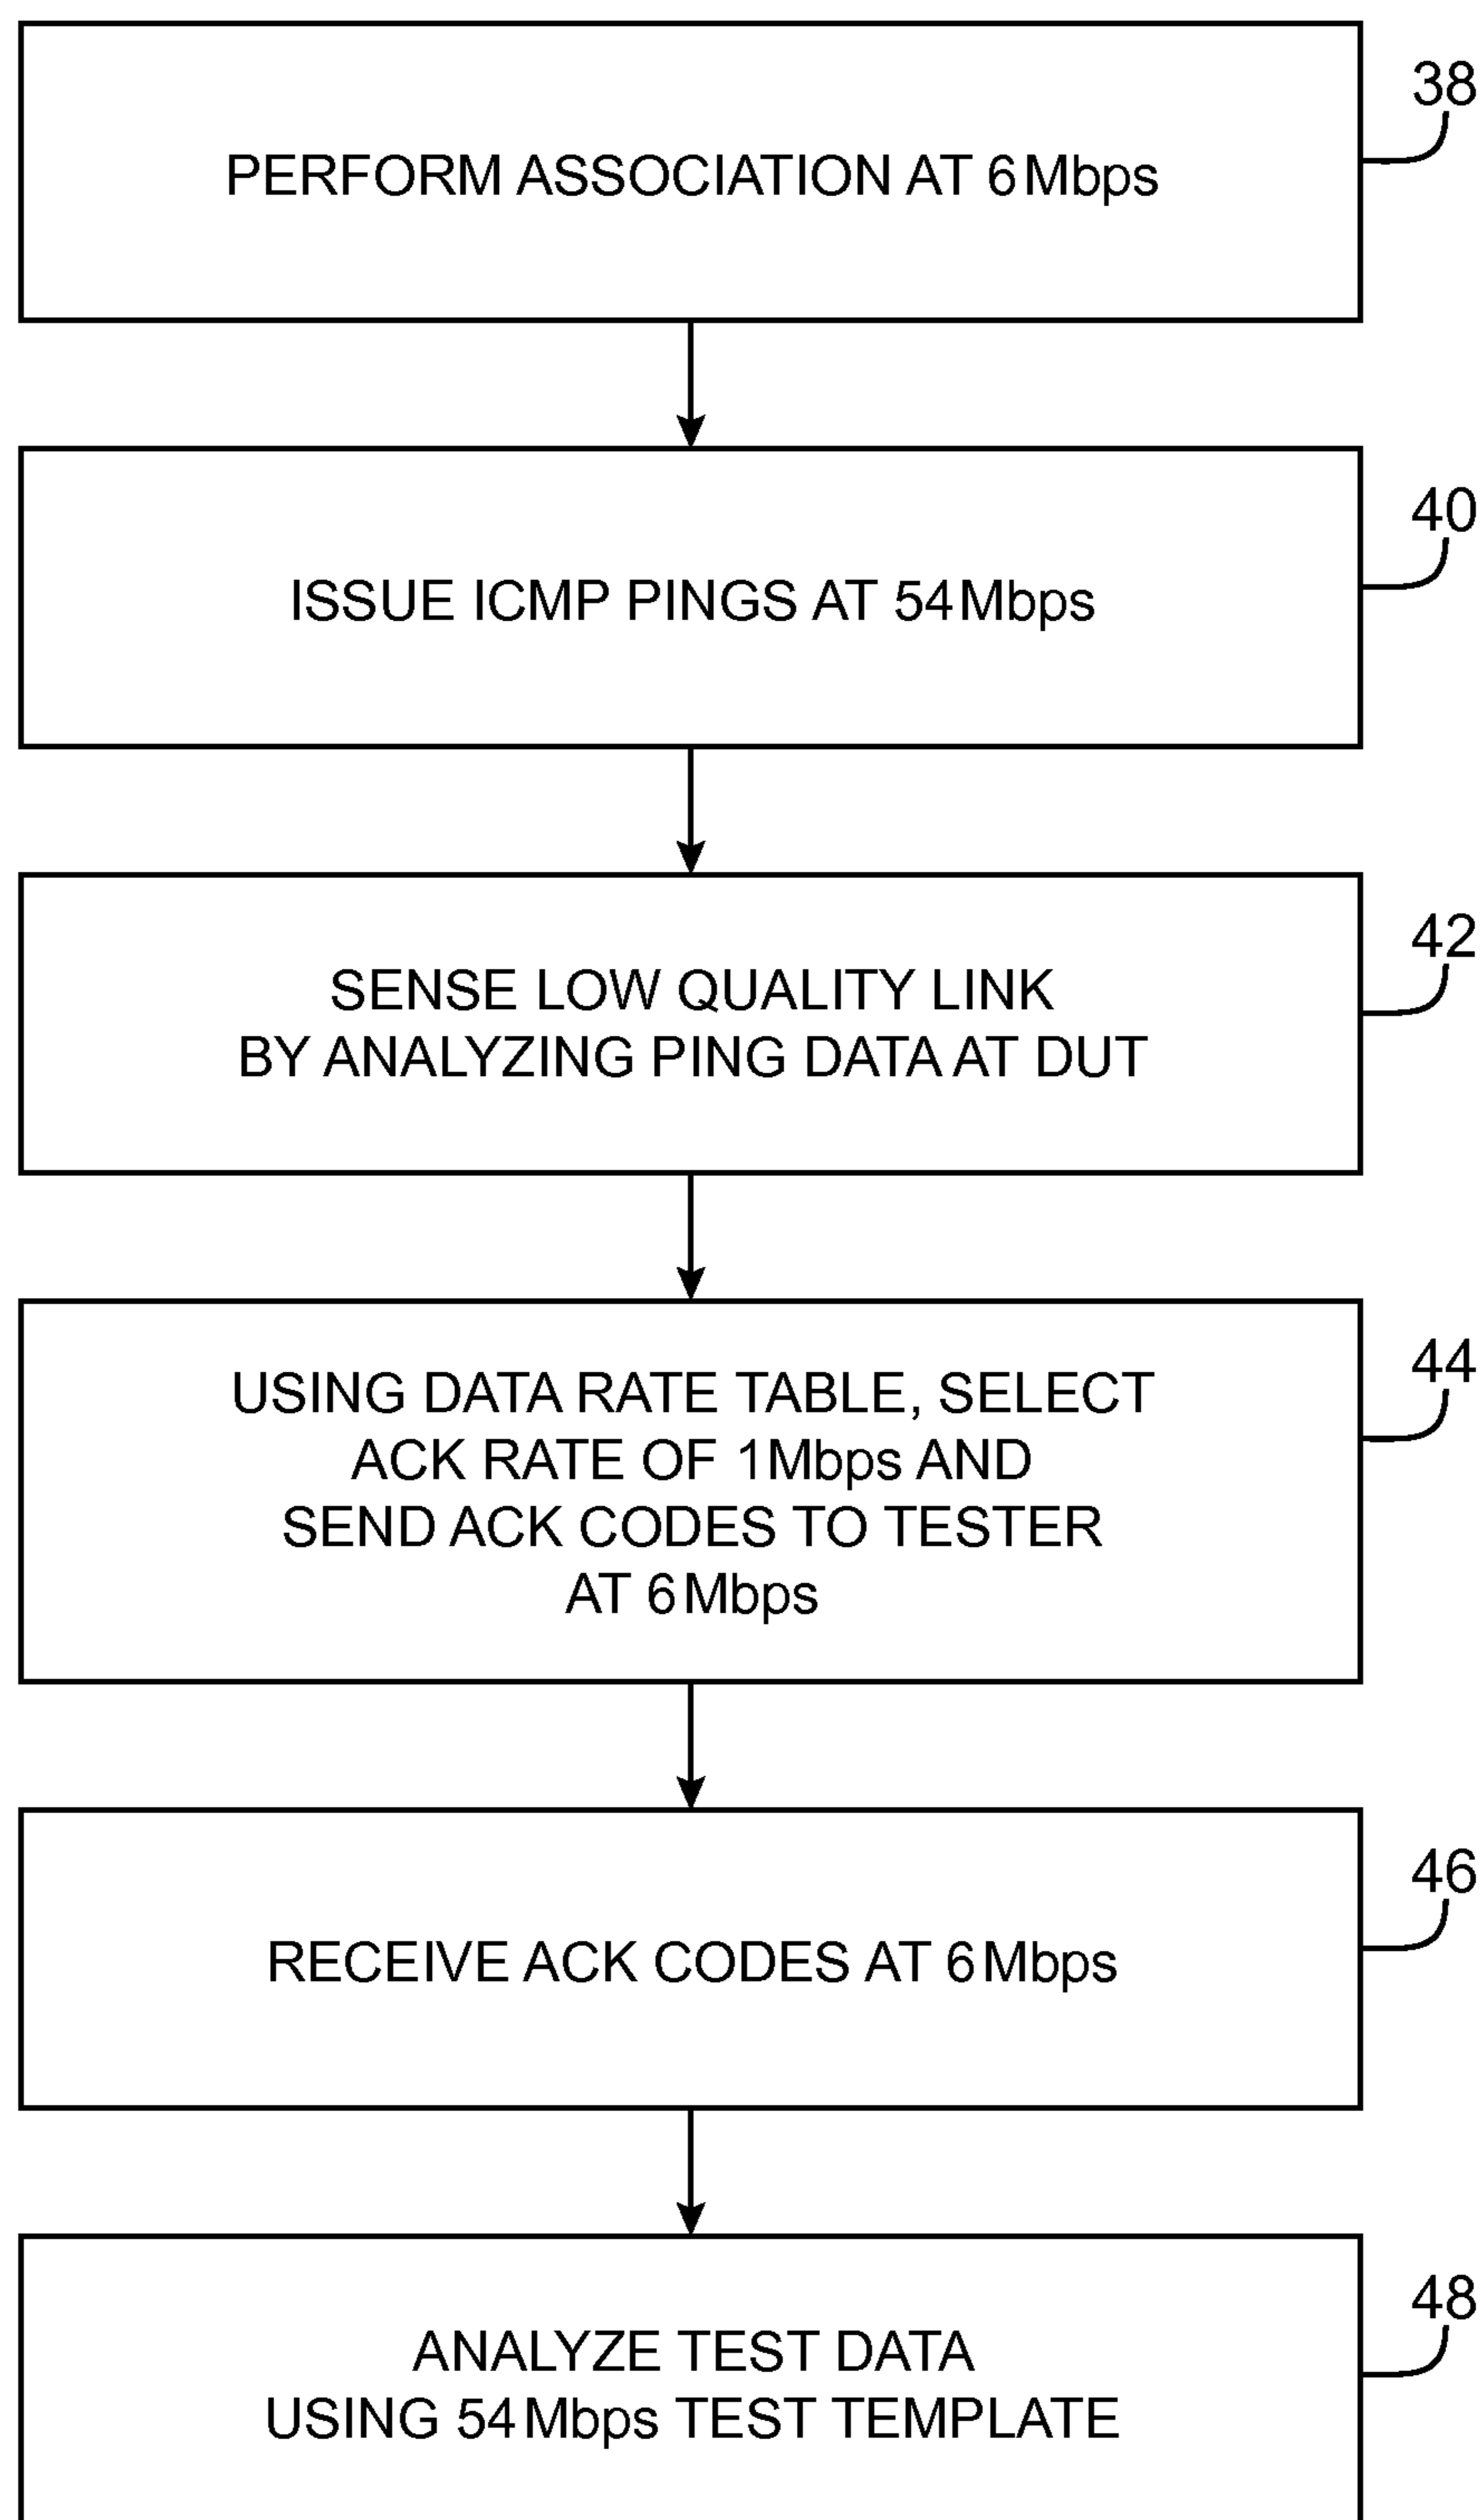 38
PERFORM ASSOCIATION AT 6 Mbps
40
ISSUE ICMP PINGS AT 54 Mbps
42
SENSE LOW QUALITY LINK
BY ANALYZING PING DATA AT DUT
44
USING DATA RATE TABLE, SELECT
ACK RATE OF 1 Mbps AND
SEND ACK CODES TO TESTER
AT 6 Mbps
46
RECEIVE ACK CODES AT 6 Mbps
48
ANALYZE TEST DATA
USING 54 Mbps TEST TEMPLATE